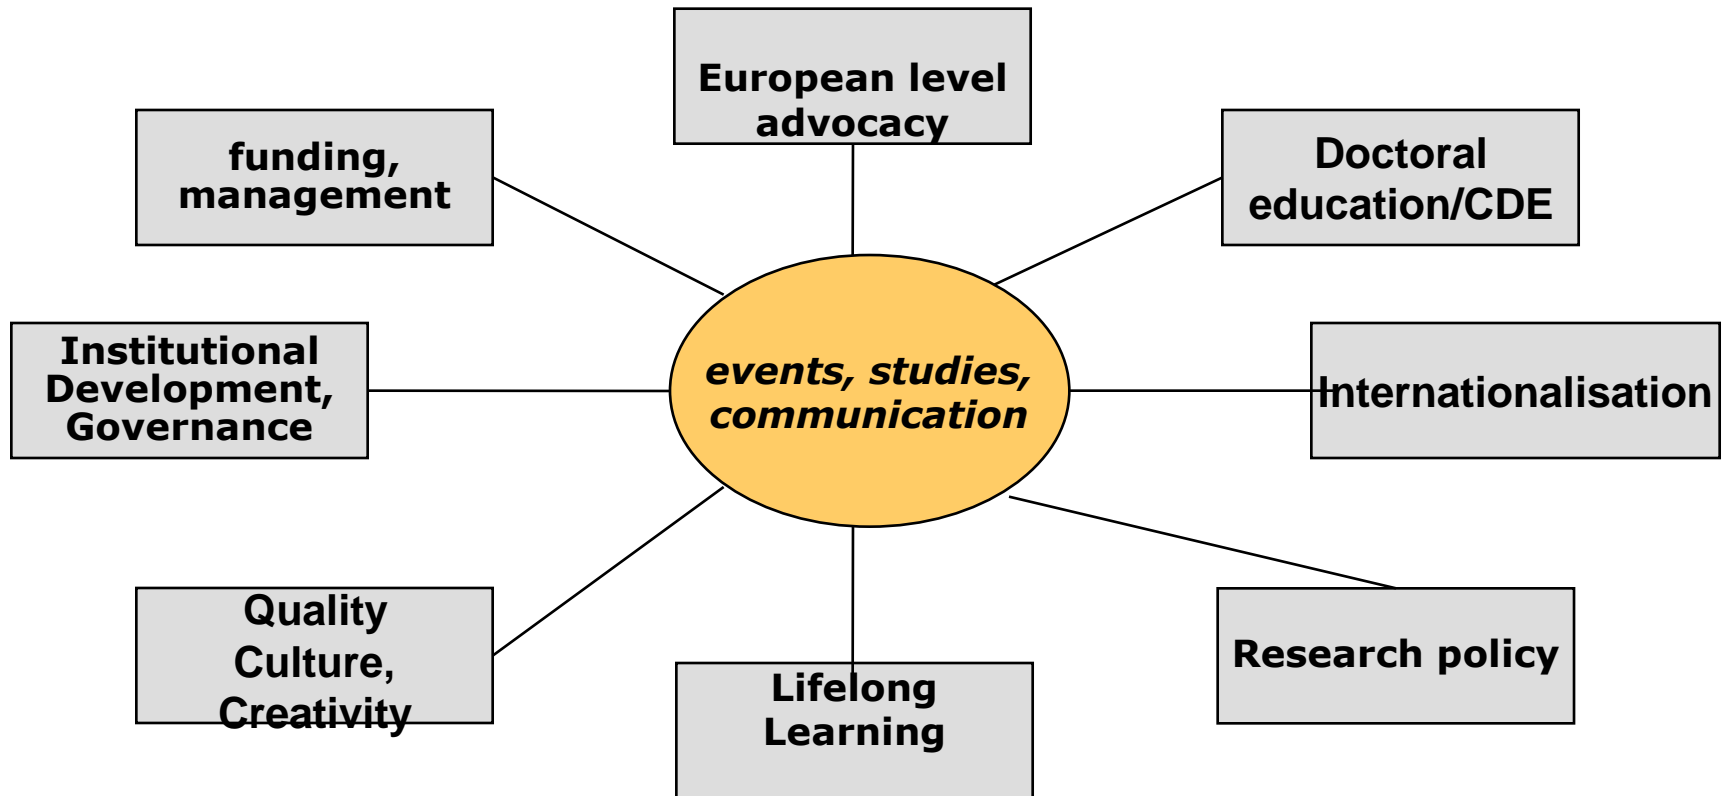 European level
advocacy
funding,
management
Doctoral
education/CDE
Institutional
Development,
Governance
events, studies,
communication
Internationalisation
Quality
Culture,
Creativity
Lifelong
Learning
Research policy